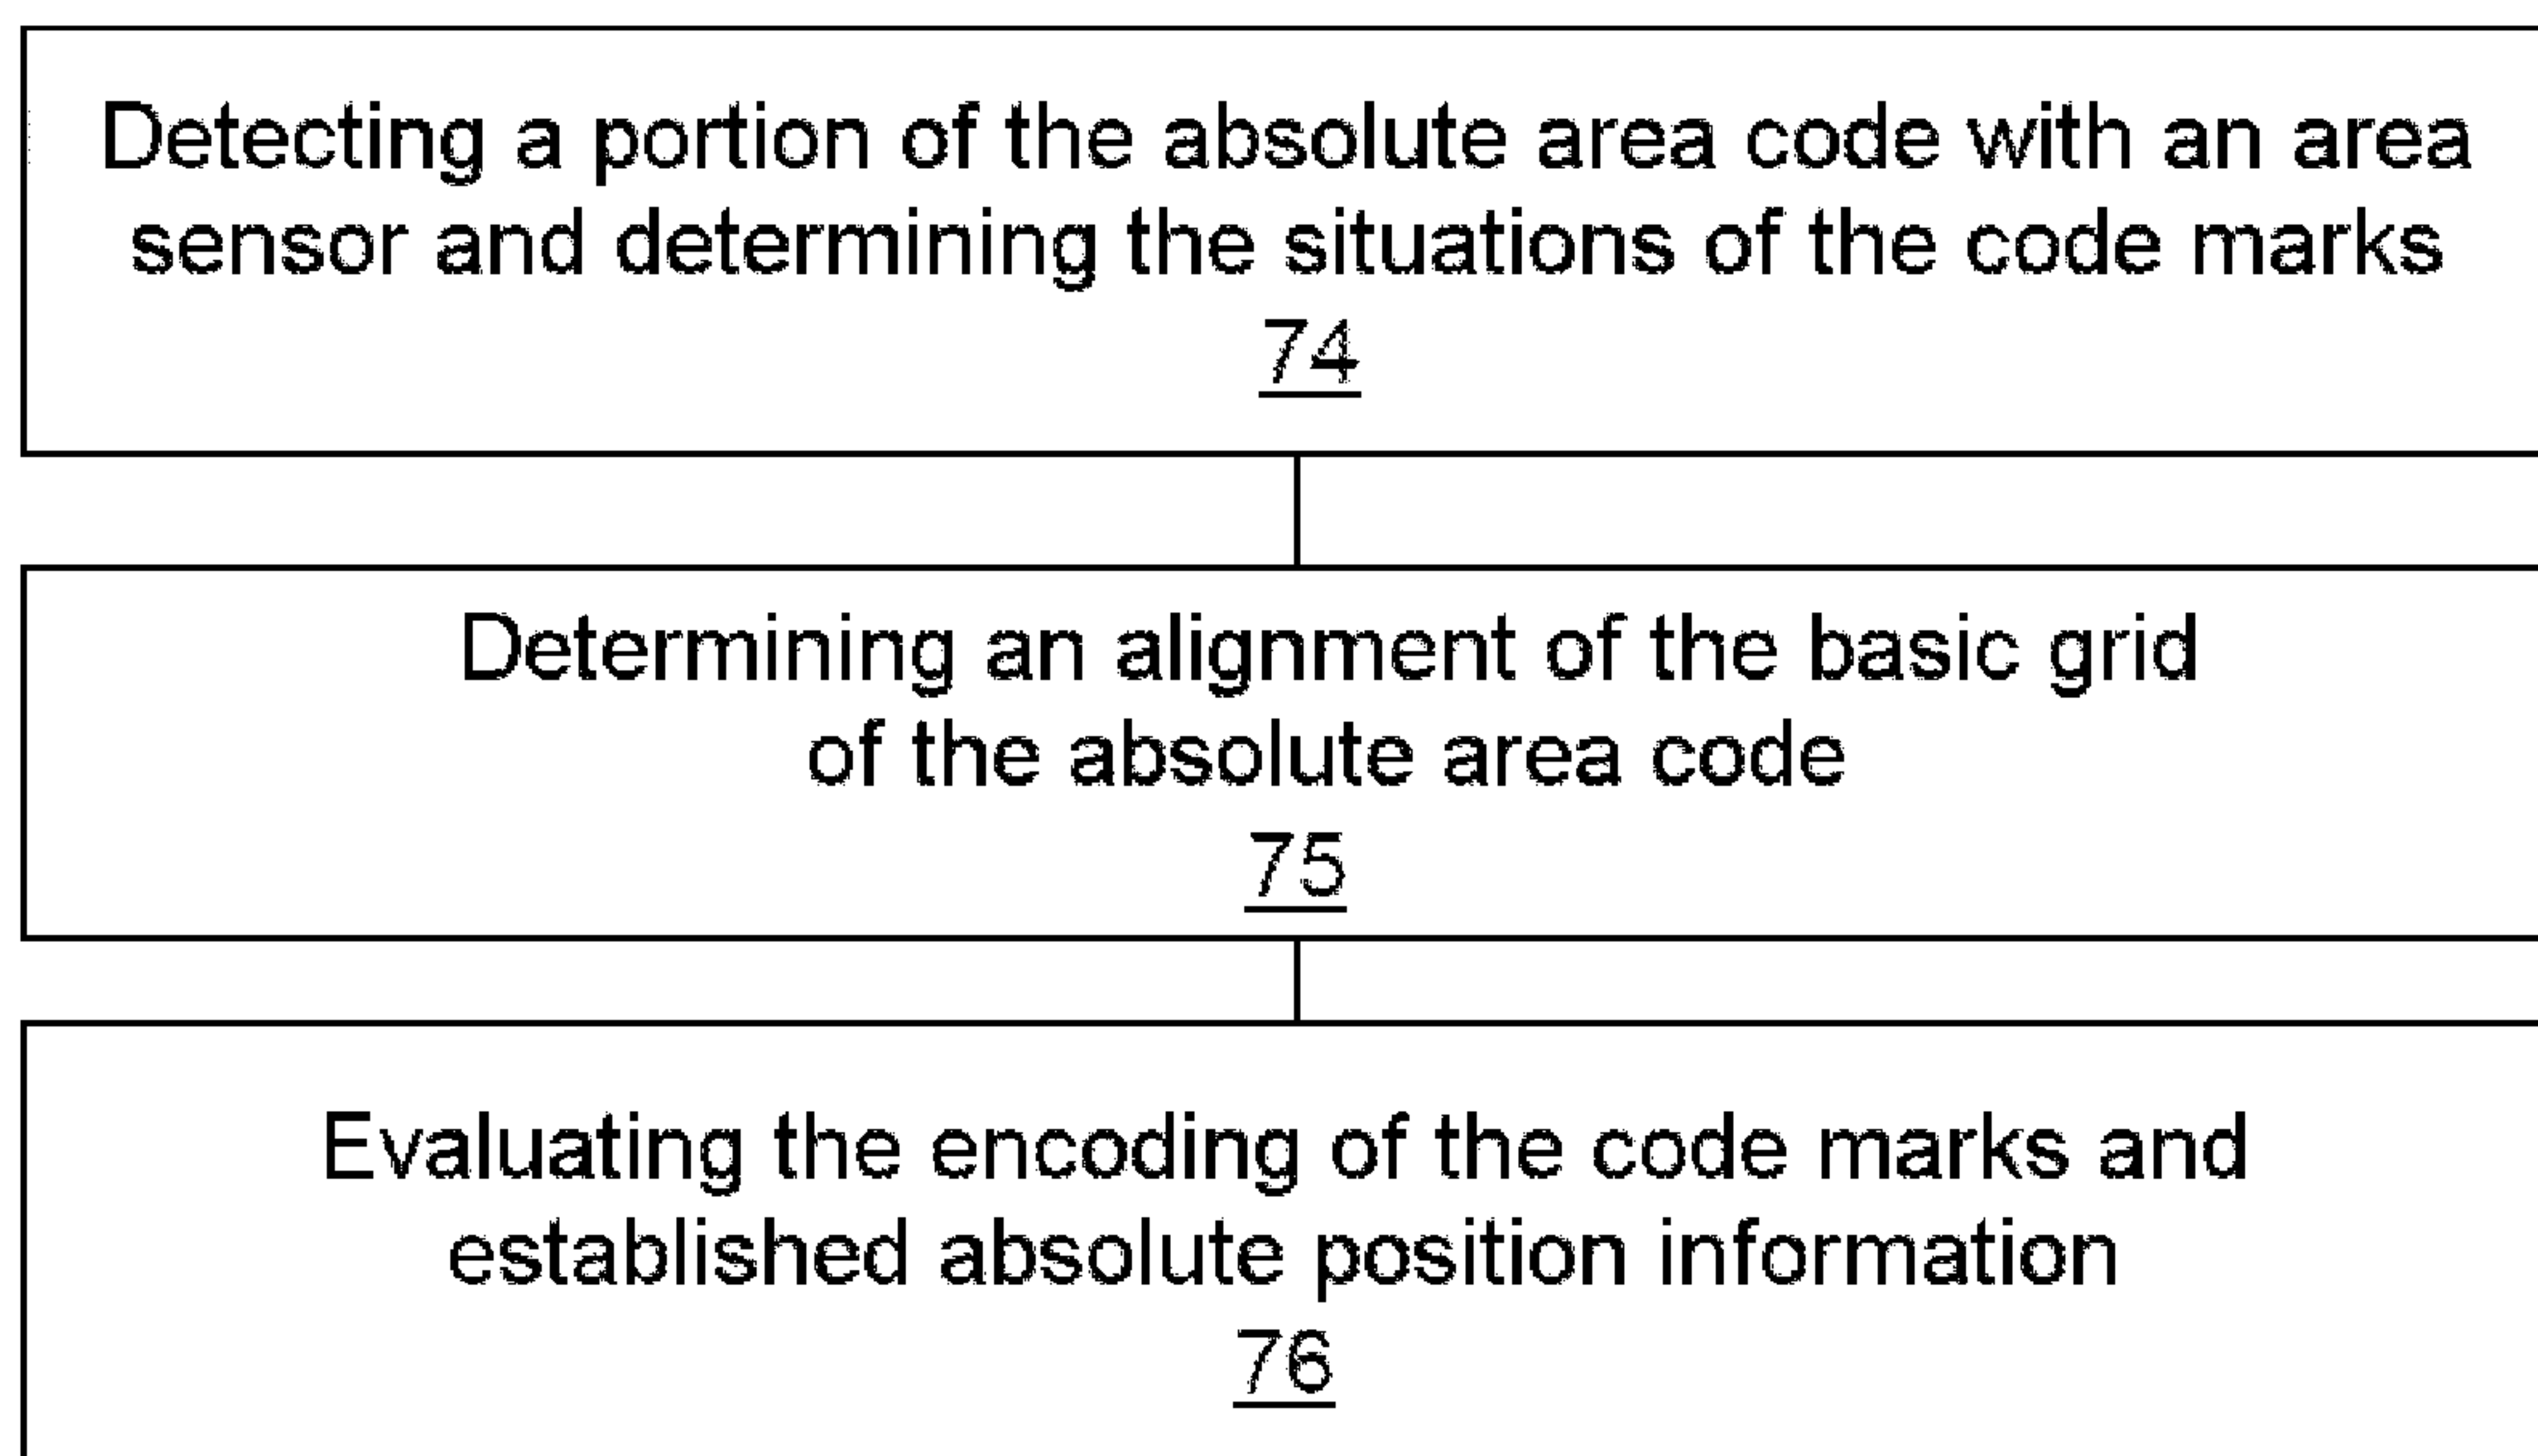 Detecting a portion of the absolute area code with an area
sensor and determining the situations of the code marks
74
Determining an alignment of the basic grid
of the absolute area code
75
Evaluating the encoding of the code marks and
established absolute position information
76